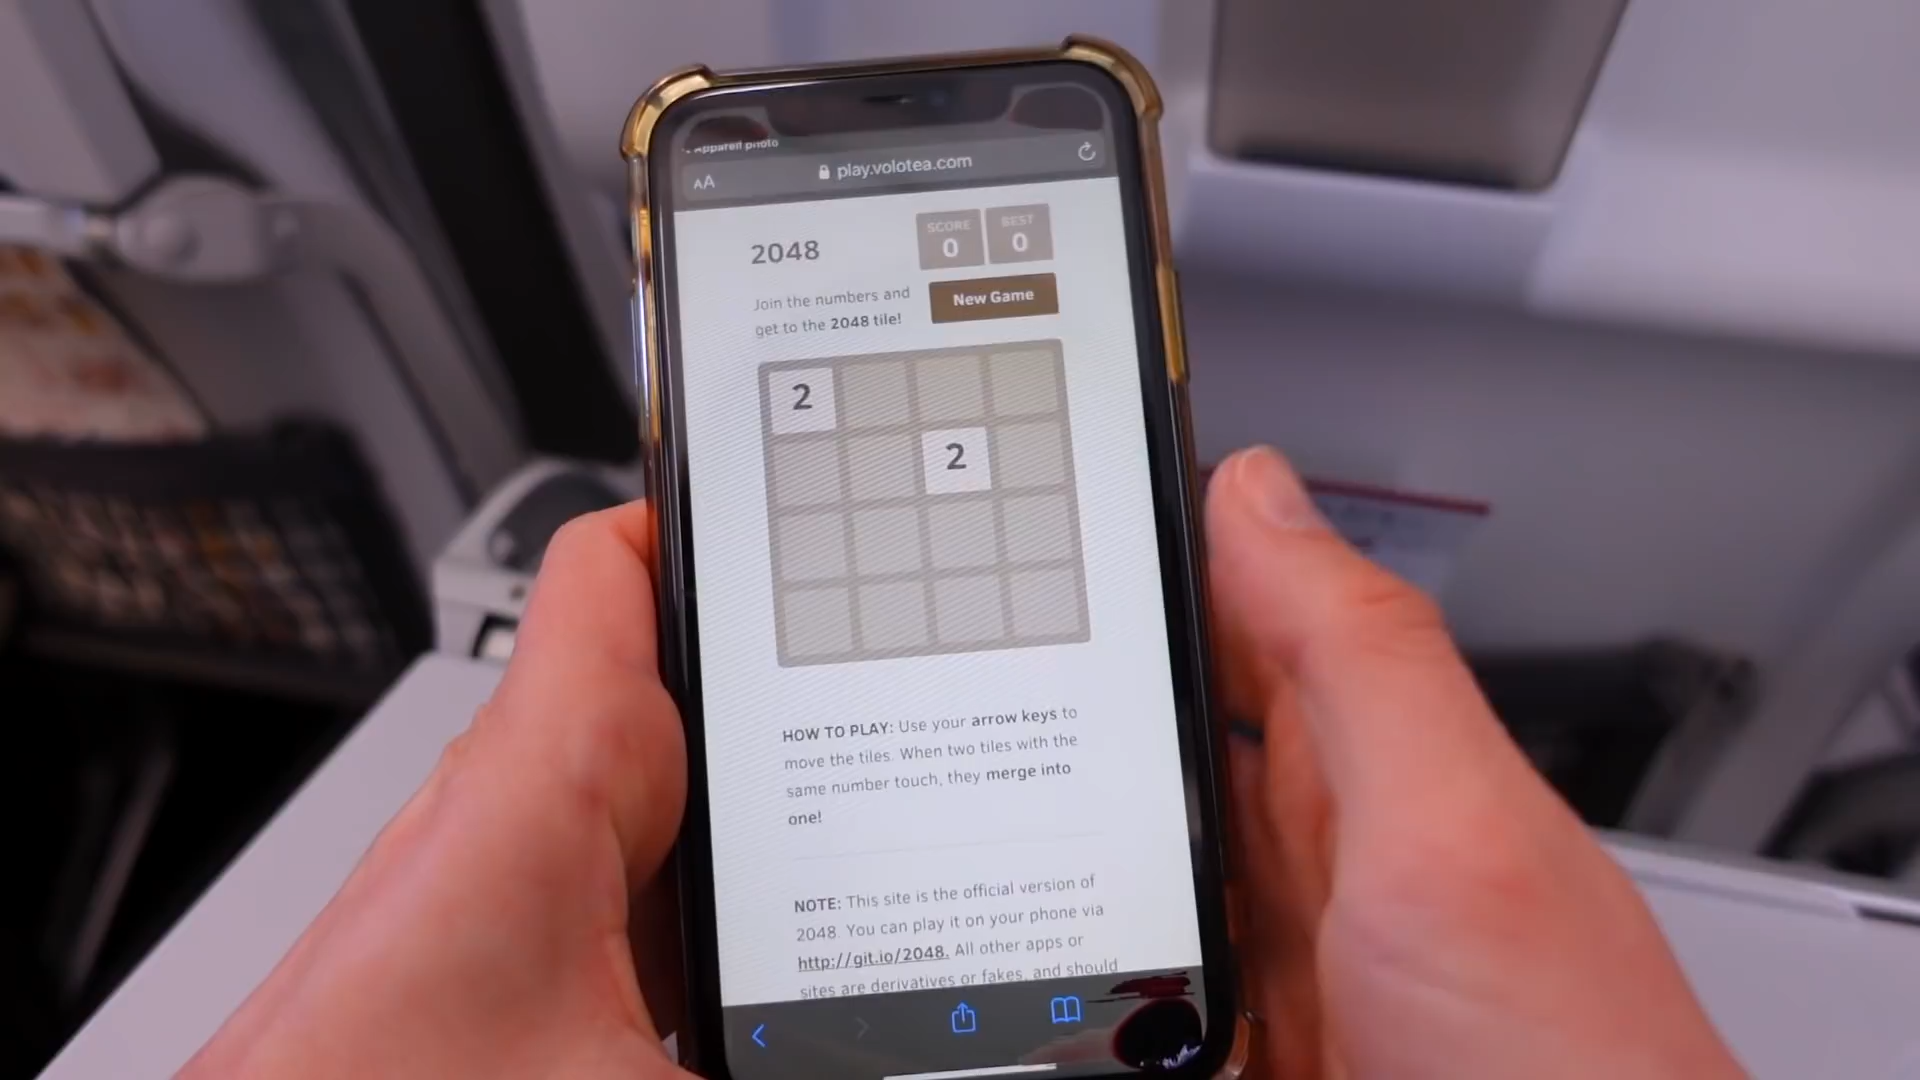 Appareil photo
AA play.volotea.com
2048
SCORE
0
BEST
0
Join the numbers and
get to the 2048 tile!
New Game
2
2
HOW TO PLAY: Use your arrow keys to
move the tiles. When two tiles with the
same number touch, they merge into
one!
NOTE: This site is the official version of
2048. You can play it on your phone via
http://git.io/2048. All other apps or
sites are derivatives or fakes, and should